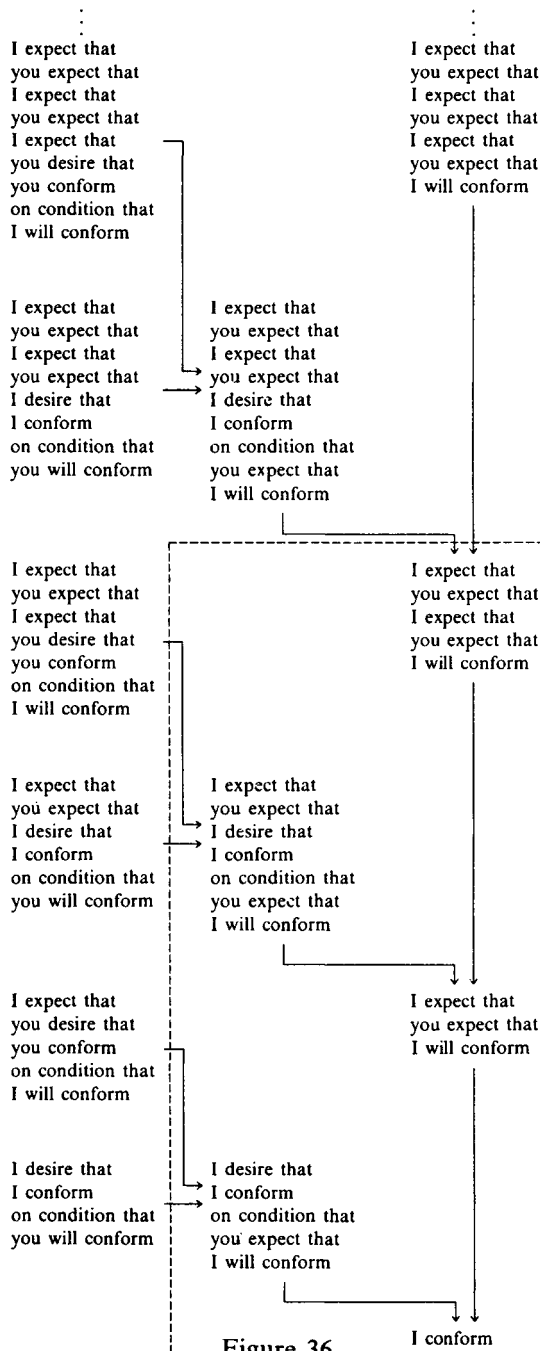 I expect that
you expect that
I expect that
you expect that
I expect that
you desire that
you conform
on condition that
I will conform
I expect that
you expect that
I expect that
you expect that
I expect that
you expect that
I will conform
I expect that
you expect that
I expect that
you expect that
I desire that
I conform
on condition that
you will conform
I expect that
you expect that
I expect that
you expect that
I desire that
I conform
on condition that
you expect that
I will conform
I expect that
you expect that
I expect that
you desire that
you conform
on condition that
I will conform
I expect that
you expect that
I expect that
you expect that
I will conform
I expect that
you expect that
I desire that
I conform
on condition that
you will conform
I expect that
you expect that
I desire that
I conform
on condition that
you expect that
I will conform
I expect that
you desire that
you conform
on condition that
I will conform
I expect that
you expect that
I will conform
I desire that
I conform
on condition that
you will conform
I desire that
I conform
on condition that
you expect that
I will conform
I conform
Figure 36